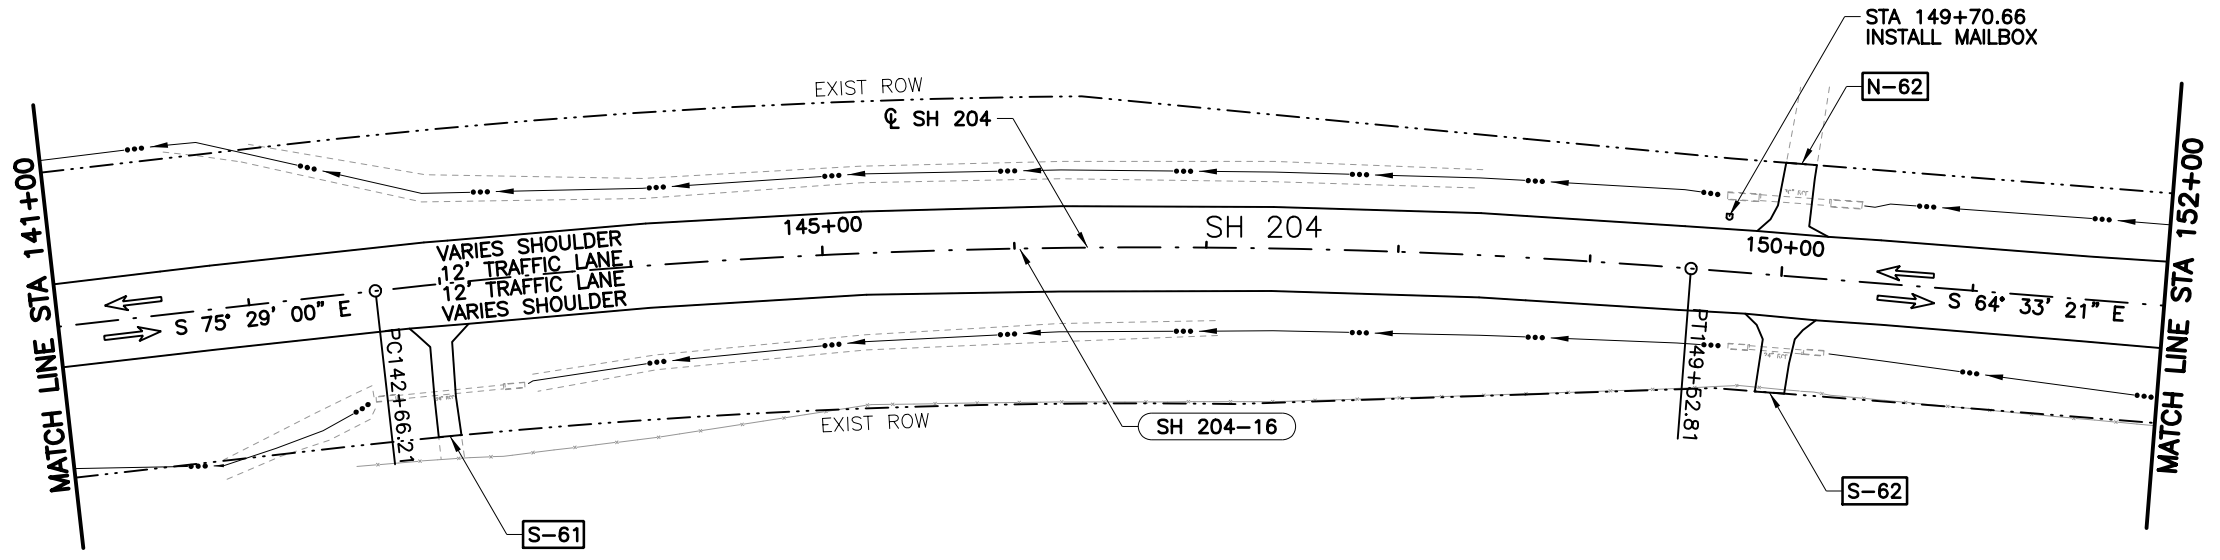 STA 149+70.66
INSTALL MAILBOX
N-62
EXIST ROW
℄ SH 204
MATCH LINE STA 141+00
MATCH LINE STA 152+00
145+00
SH 204
150+00
VARIES SHOULDER
12' TRAFFIC LANE
12' TRAFFIC LANE
VARIES SHOULDER
S 75° 29' 00" E
S 64° 33' 21" E
PC142+66.21
PT149+52.81
EXIST ROW
SH 204-16
S-61
S-62